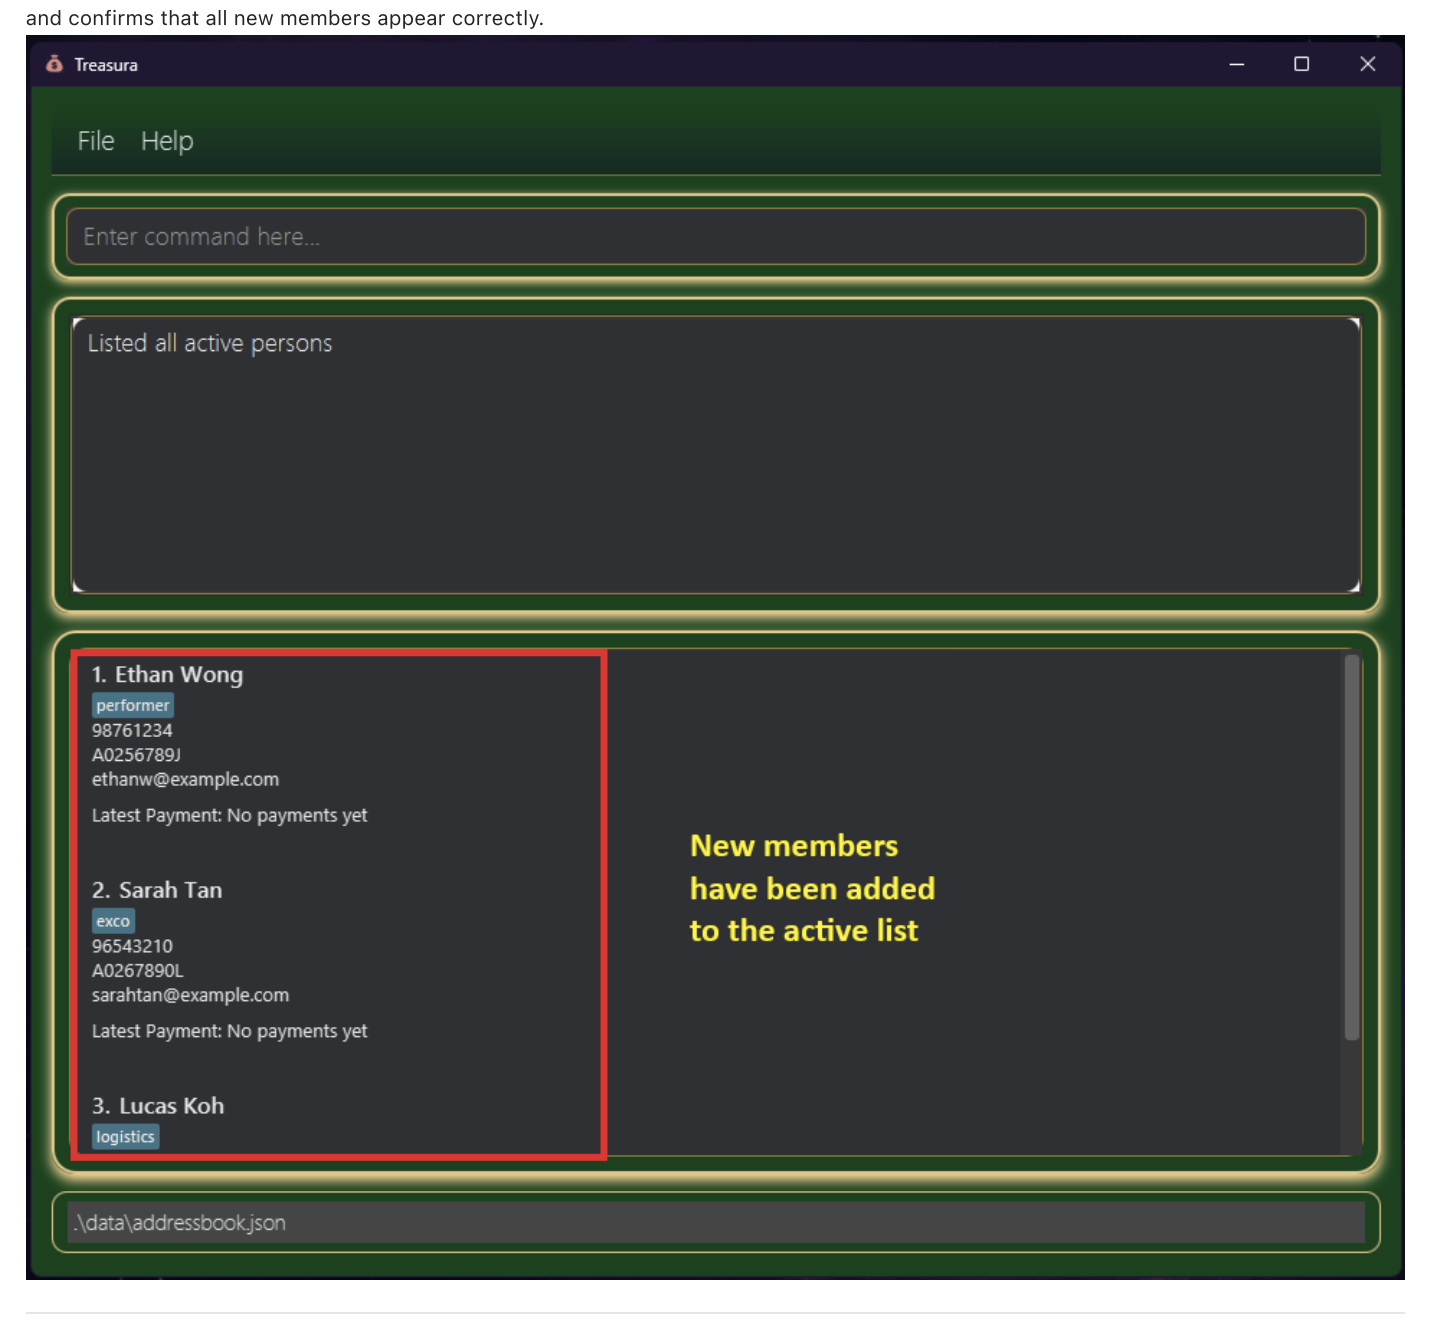 and confirms that all new members appear correctly.
Treasura
File Help
Enter command here...
Listed all active persons
1. Ethan Wong
performer
98761234
A0256789J
ethanw@example.com
Latest Payment: No payments yet
2. Sarah Tan
exco
96543210
A0267890L
sarahtan@example.com
Latest Payment: No payments yet
3. Lucas Koh
logistics
New members
have been added
to the active list
.\data\addressbook.json